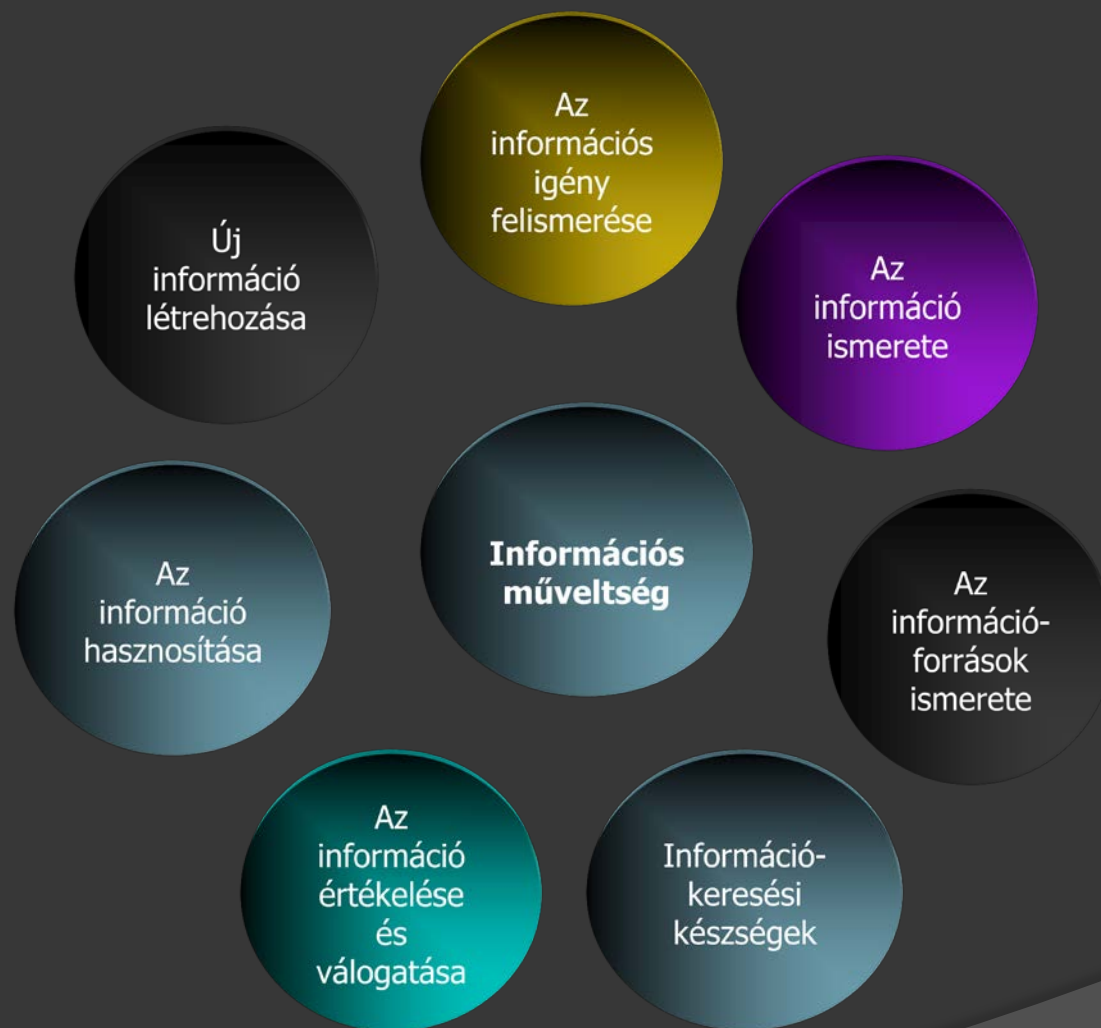 Az
információs
igény
felismerése
Az
információ
ismerete
Az
információ-
források
ismerete
Információ-
keresési
készségek
Az
információ
értékelése
és
válogatása
Az
információ
hasznosítása
Új
információ
létrehozása
Információs
műveltség